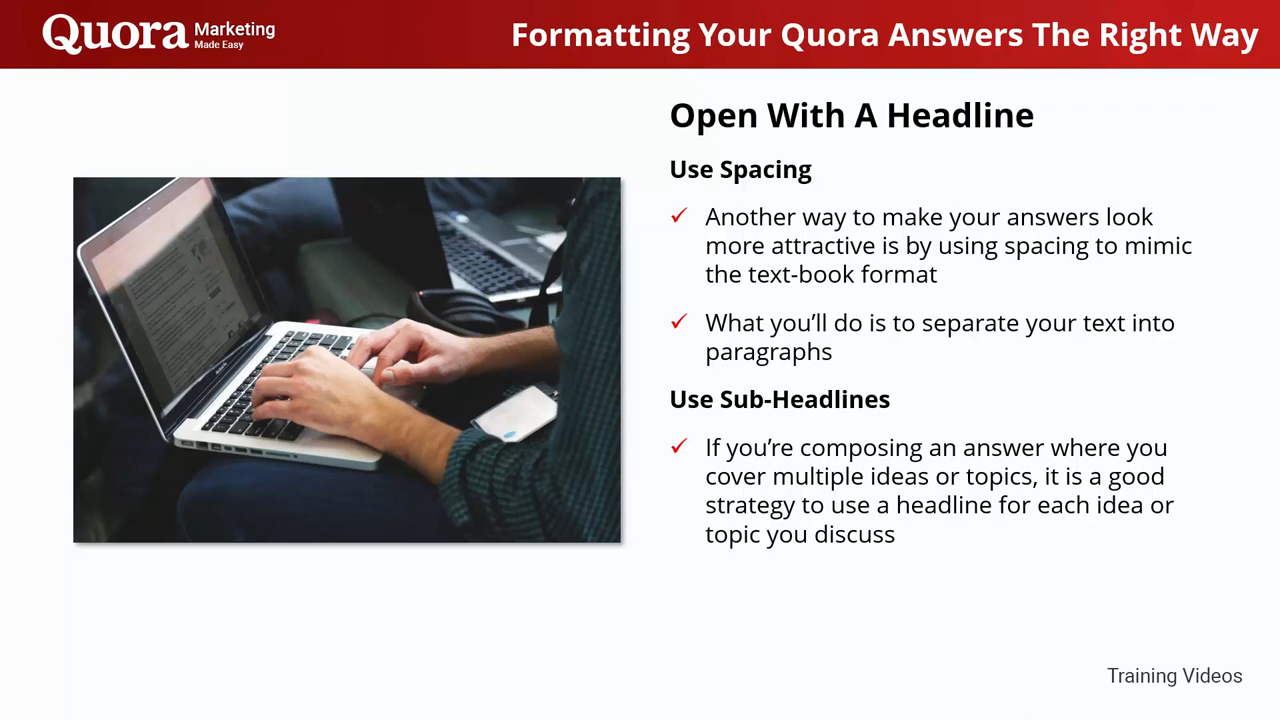 Quora Marketing
Made Easy
Formatting Your Quora Answers The Right Way
Open With A Headline
Use Spacing
Another way to make your answers look
more attractive is by using spacing to mimic
the text-book format
What you’ll do is to separate your text into
paragraphs
Use Sub-Headlines
If you’re composing an answer where you
cover multiple ideas or topics, it is a good
strategy to use a headline for each idea or
topic you discuss
Training Videos